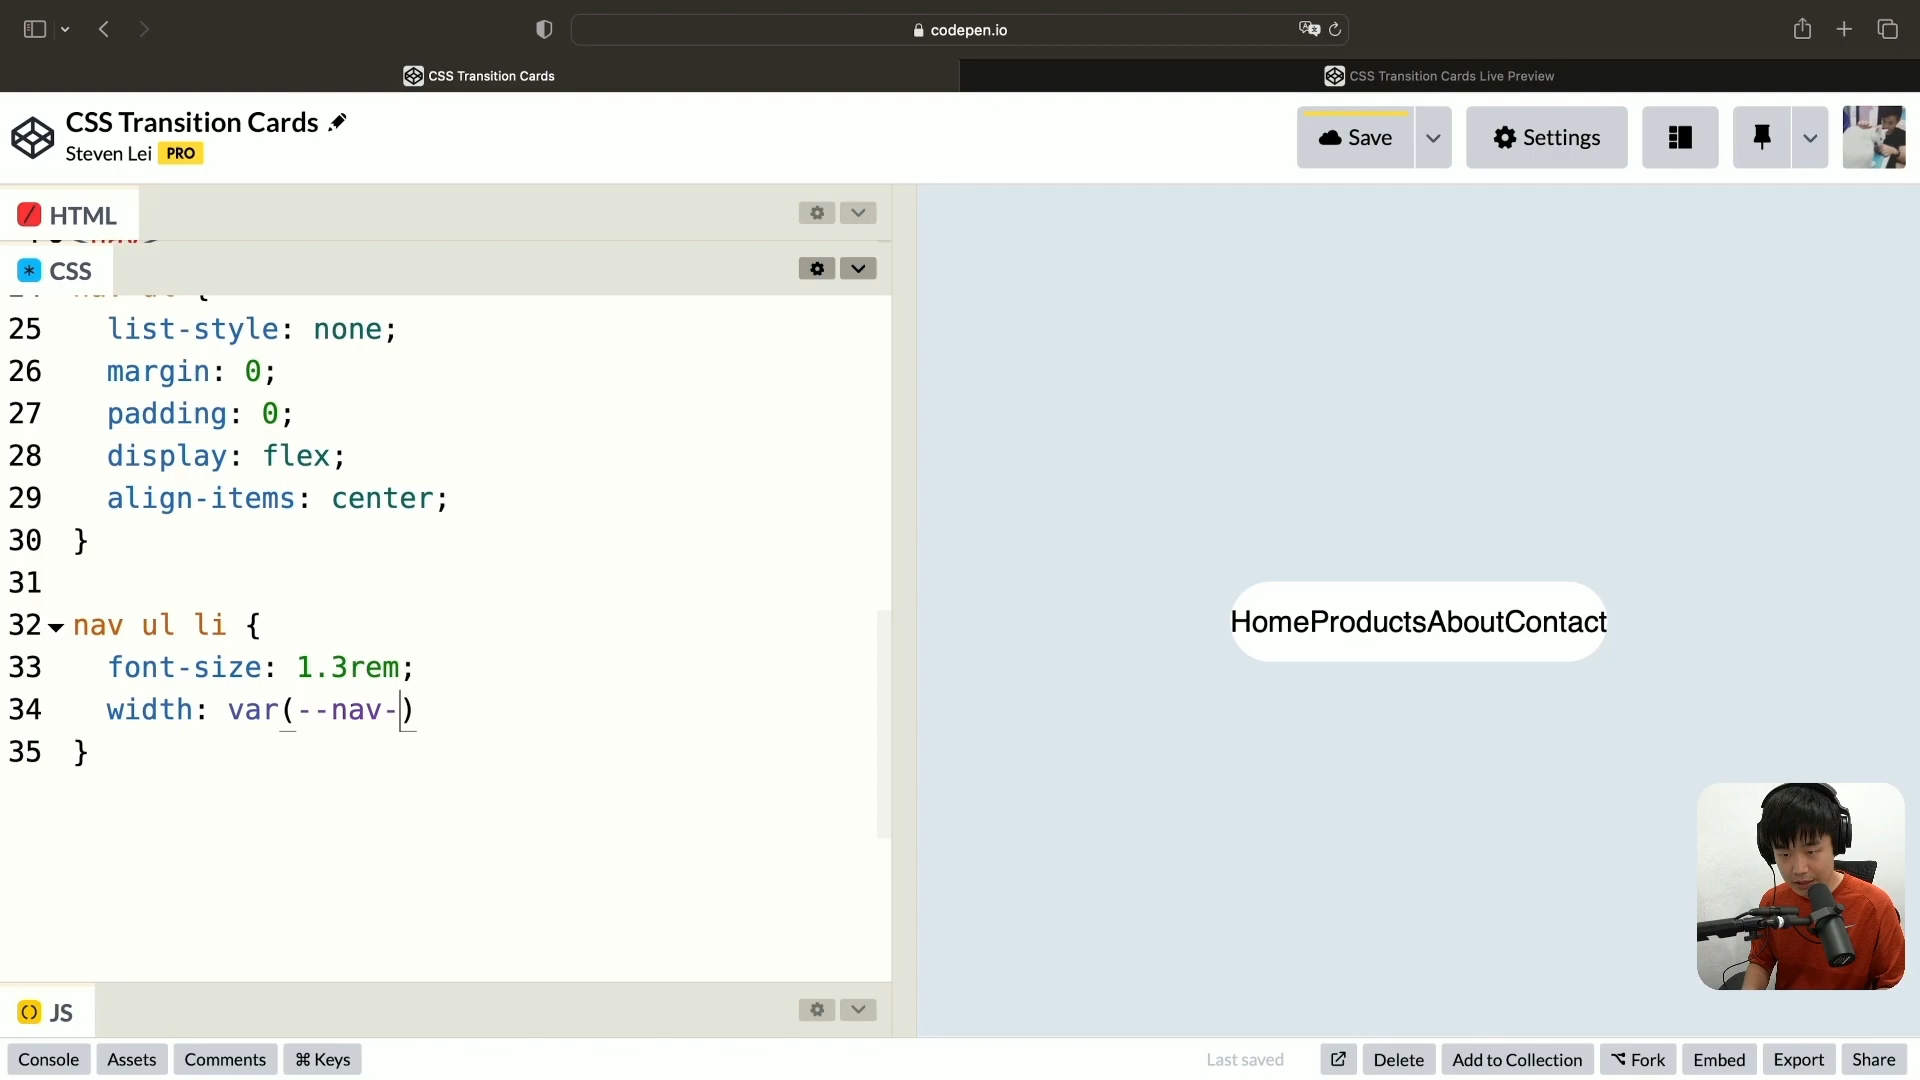 codepen.io
CSS Transition Cards
CSS Transition Cards Live Preview
CSS Transition Cards
Steven Lei PRO
Save
Settings
HTML
CSS
25 list-style: none;
26 margin: 0;
27 padding: 0;
28 display: flex;
29 align-items: center;
30 }
31
32 nav ul li {
33 font-size: 1.3rem;
34 width: var(--nav-)
35 }
HomeProductsAboutContact
JS
Console
Assets
Comments
⌘ Keys
Last saved
Delete
Add to Collection
Fork
Embed
Export
Share